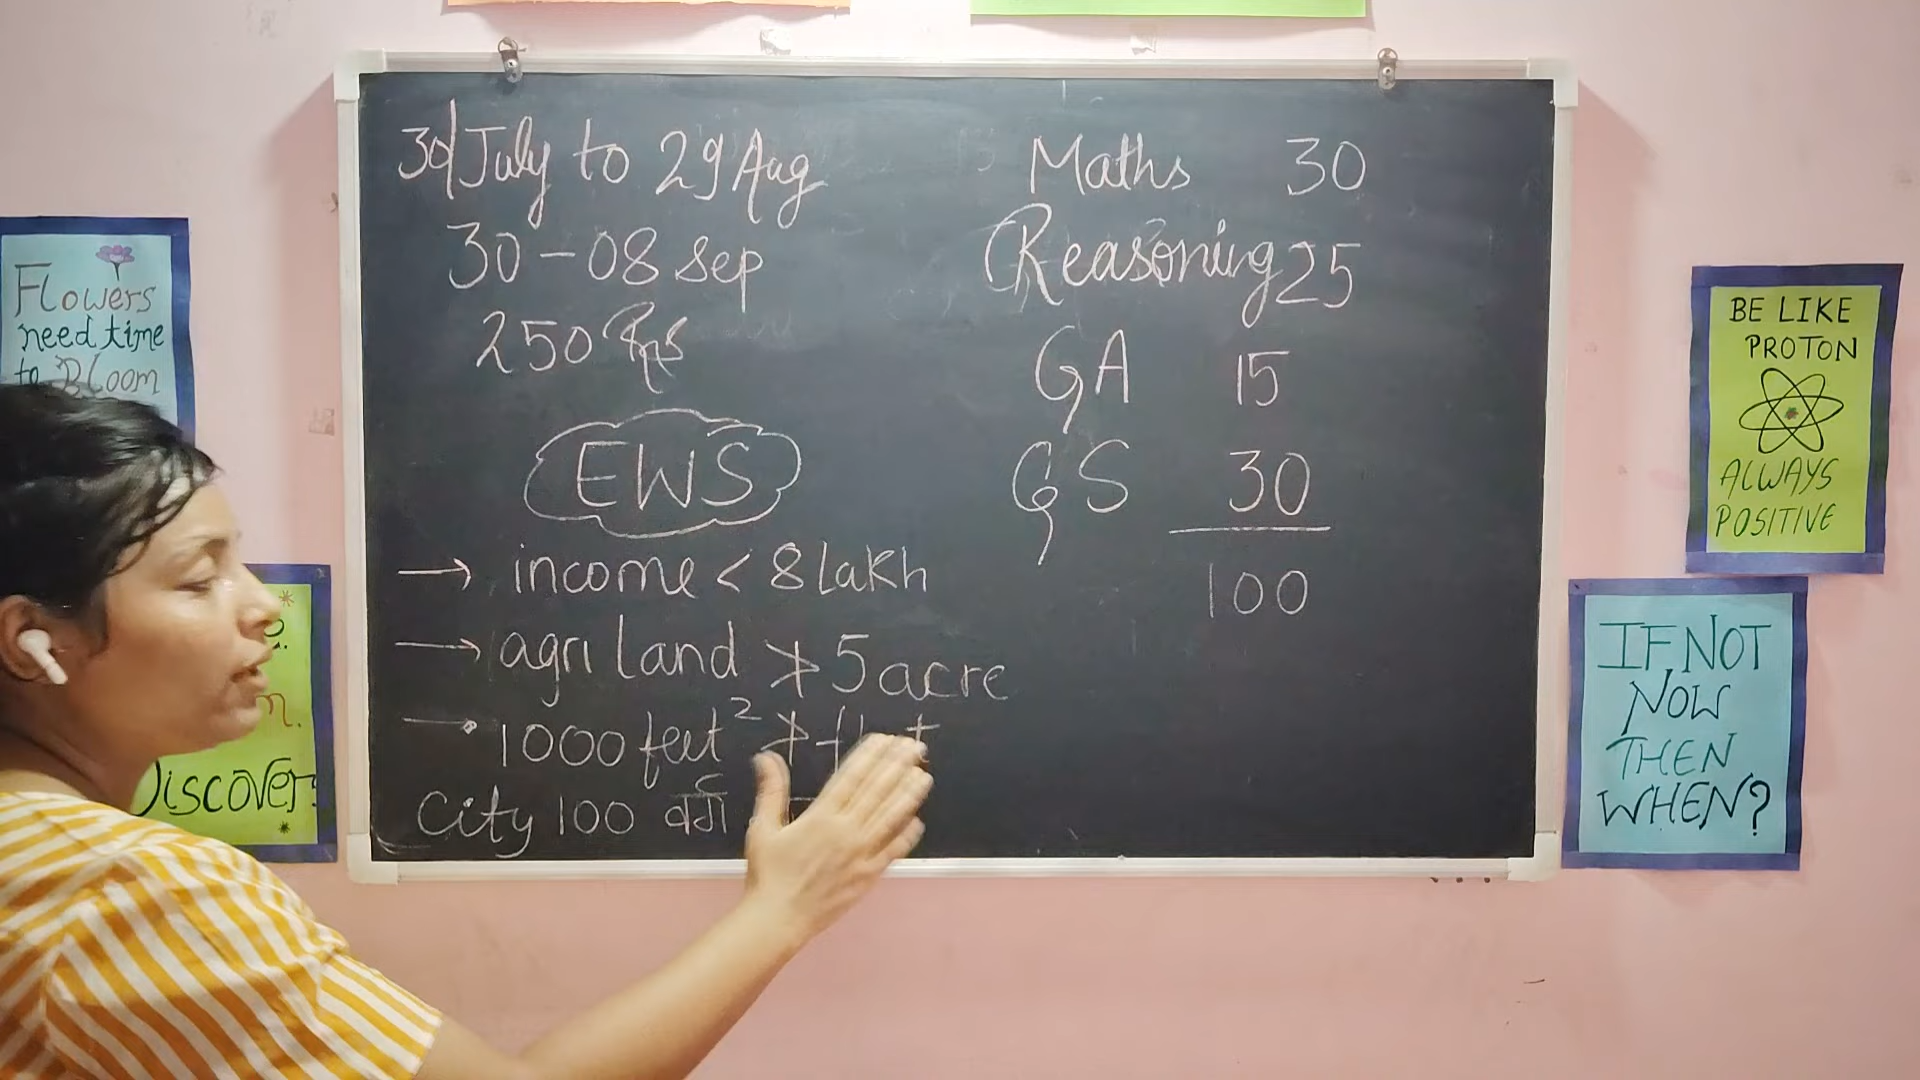 30 July to 29 Aug
30 - 08 Sep
250 Rs
EWS
→ income < 8 Lakh
→ agri Land ≯ 5 acre
→ 1000 feet² ≯
City 100 वर्ग
Maths 30
Reasoning 25
GA 15
GS 30
100
FLowers
need time
to BLoom
Discover
BE LIKE
PROTON
ALWAYS
POSITIVE
IF NOT
NOW
THEN
WHEN?